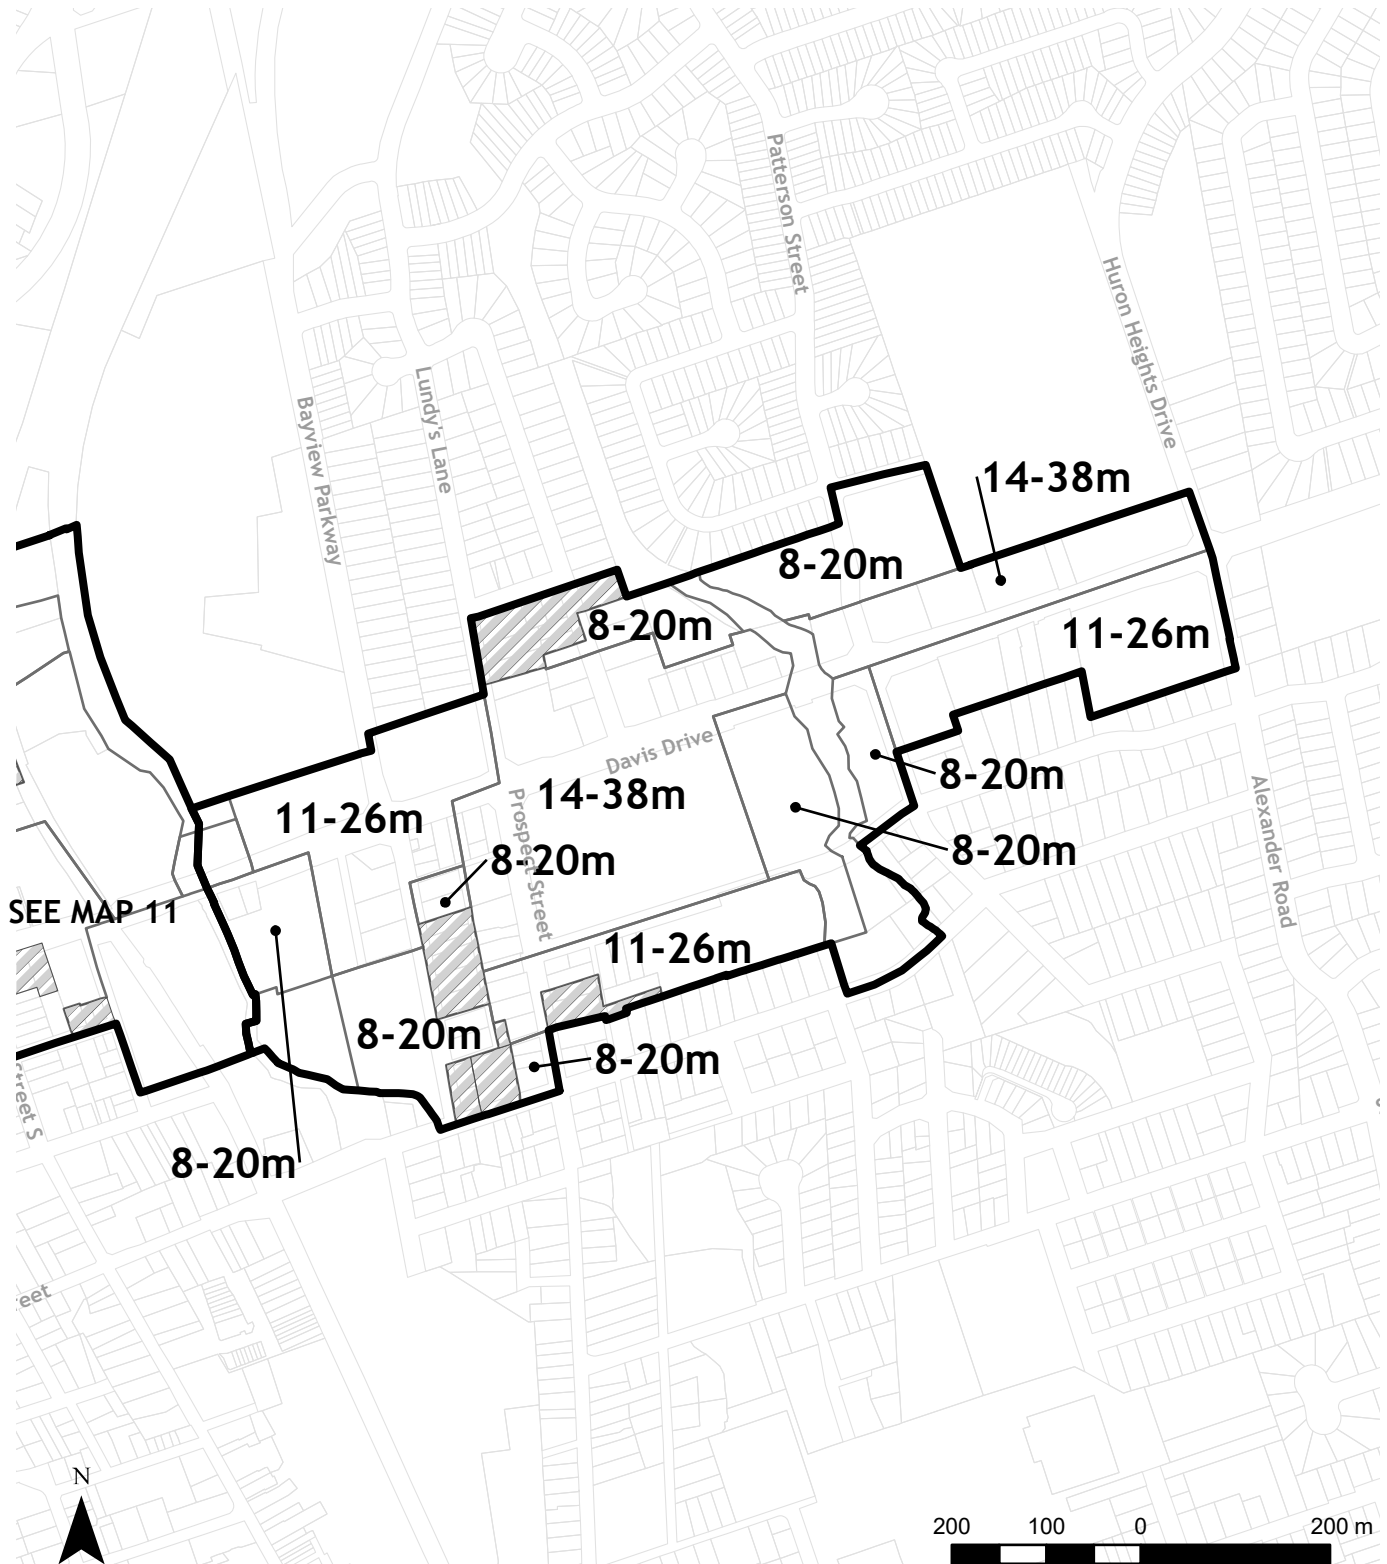 Patterson Street
Huron Heights Drive
Lundy's Lane
Bayview Parkway
14-38m
8-20m
8-20m
11-26m
Davis Drive
8-20m
14-38m
11-26m
Prospect Street
8-20m
8-20m
Alexander Road
SEE MAP 11
11-26m
8-20m
8-20m
treet S
8-20m
eet
N
200 100 0 200 m